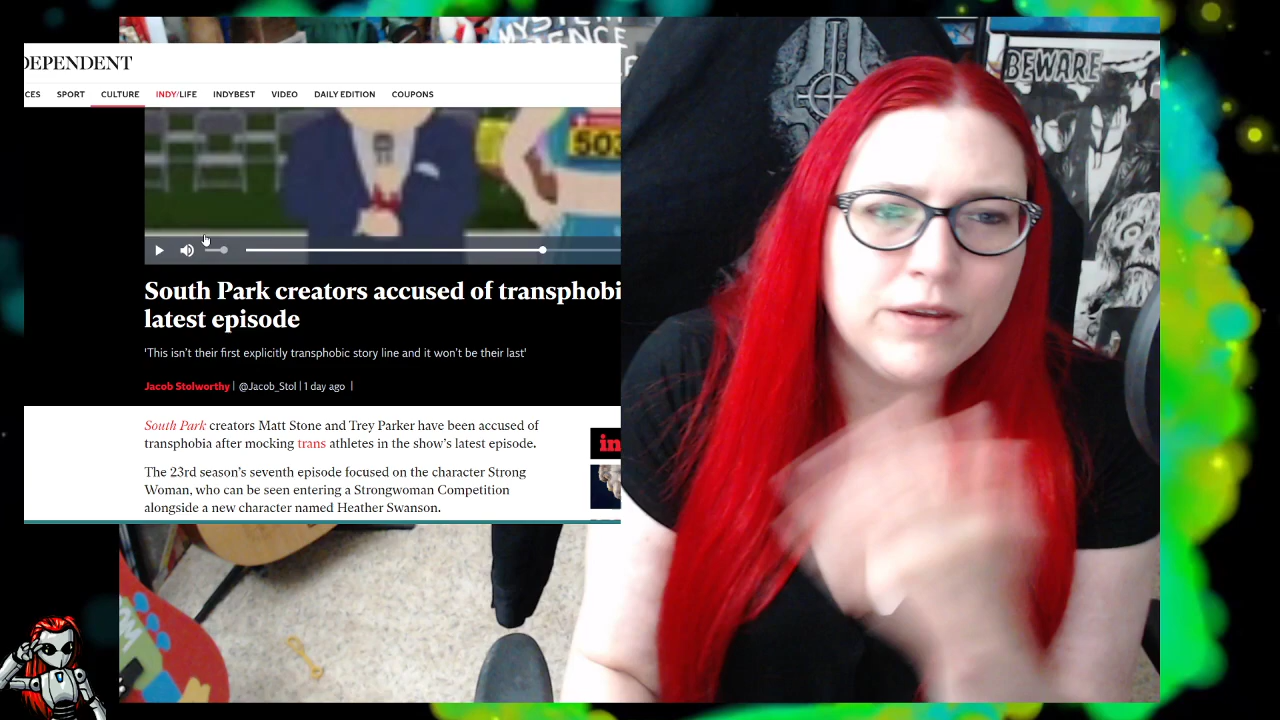 DEPENDENT
CES SPORT CULTURE INDY/LIFE INDYBEST VIDEO DAILY EDITION COUPONS
MYSTERY
SCIENCE
BEWARE
503
South Park creators accused of transphobi
latest episode
'This isn't their first explicitly transphobic story line and it won't be their last'
Jacob Stolworthy | @Jacob_Stol | 1 day ago |
South Park creators Matt Stone and Trey Parker have been accused of
transphobia after mocking trans athletes in the show's latest episode.
in
The 23rd season's seventh episode focused on the character Strong
Woman, who can be seen entering a Strongwoman Competition
alongside a new character named Heather Swanson.